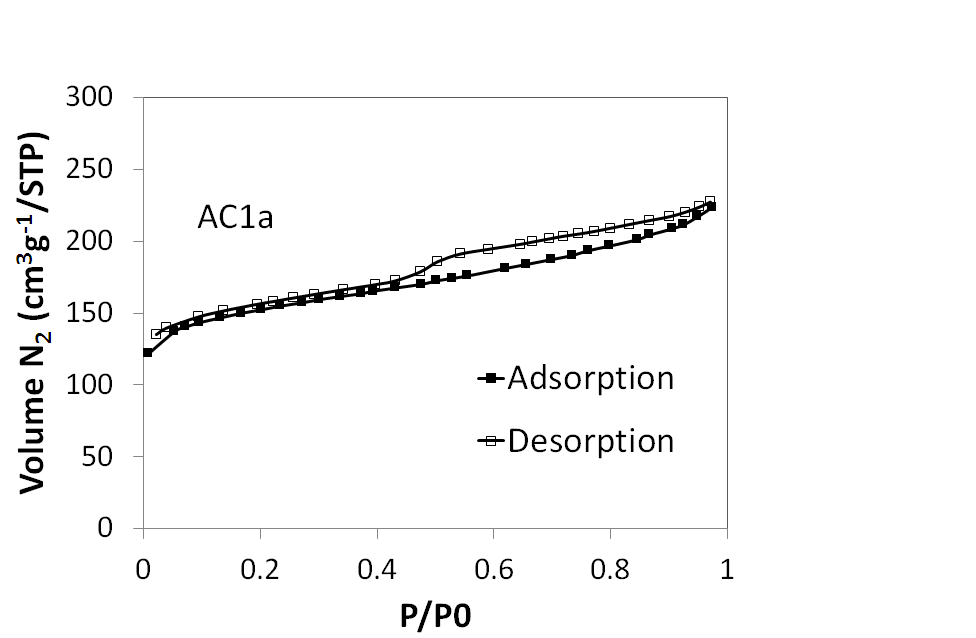 300
250
200
150
100
50
0
Volume N₂ (cm³g⁻¹/STP)
AC1a
Adsorption
Desorption
0 0.2 0.4 0.6 0.8 1
P/P0